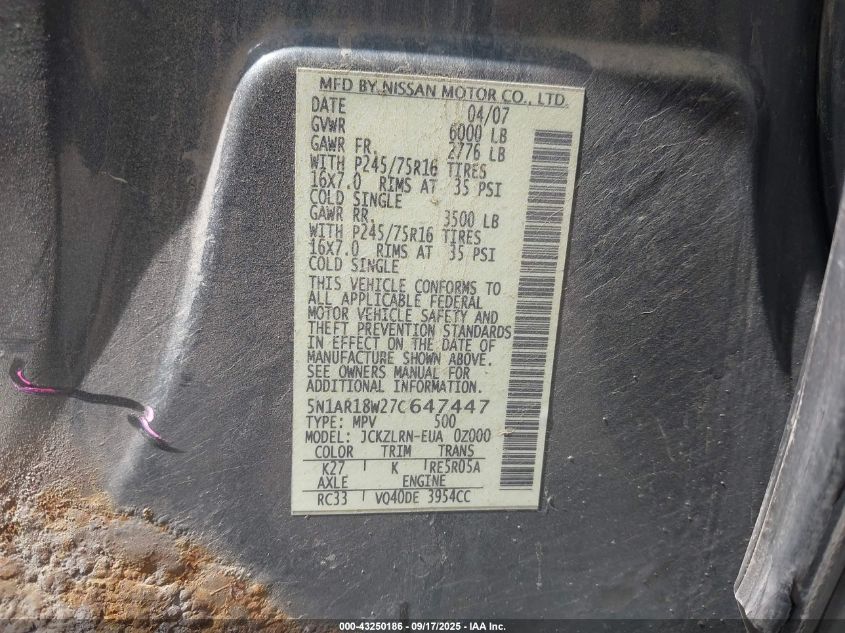 MFD BY NISSAN MOTOR CO., LTD.
DATE 04/07
GVWR 6000 LB
GAWR FR. 2776 LB
WITH P245/75R16 TIRES
16X7.0 RIMS AT 35 PSI
COLD SINGLE
GAWR RR. 3500 LB
WITH P245/75R16 TIRES
16X7.0 RIMS AT 35 PSI
COLD SINGLE
THIS VEHICLE CONFORMS TO
ALL APPLICABLE FEDERAL
MOTOR VEHICLE SAFETY AND
THEFT PREVENTION STANDARDS
IN EFFECT ON THE DATE OF
MANUFACTURE SHOWN ABOVE.
SEE OWNERS MANUAL FOR
ADDITIONAL INFORMATION.
5N1AR18W27C647447
TYPE: MPV 500
MODEL: JCKZLRN-EUA 0Z000
COLOR TRIM TRANS
K27 K RE5R05A
AXLE ENGINE
RC33 VQ40DE 3954CC
000-43250186 - 09/17/2025 - IAA Inc.